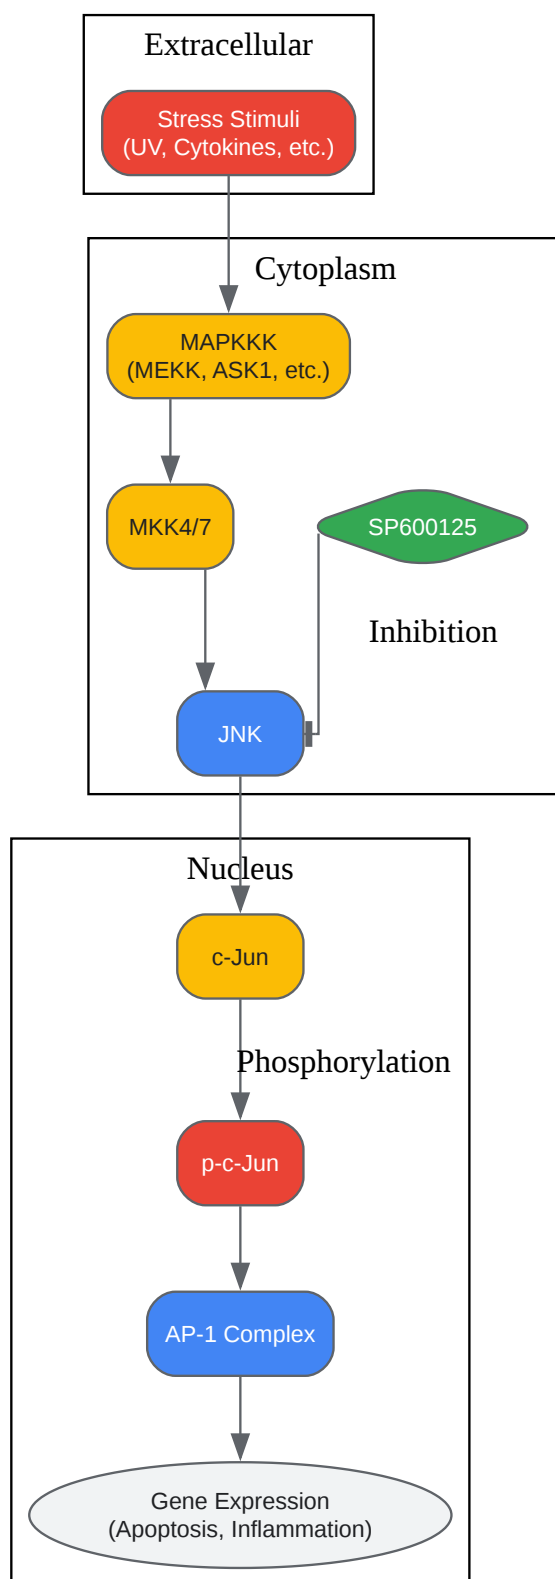 Extracellular
Stress Stimuli
(UV, Cytokines, etc.)
Cytoplasm
MAPKKK
(MEKK, ASK1, etc.)
MKK4/7
SP600125
Inhibition
JNK
Nucleus
c-Jun
Phosphorylation
p-c-Jun
AP-1 Complex
Gene Expression
(Apoptosis, Inflammation)